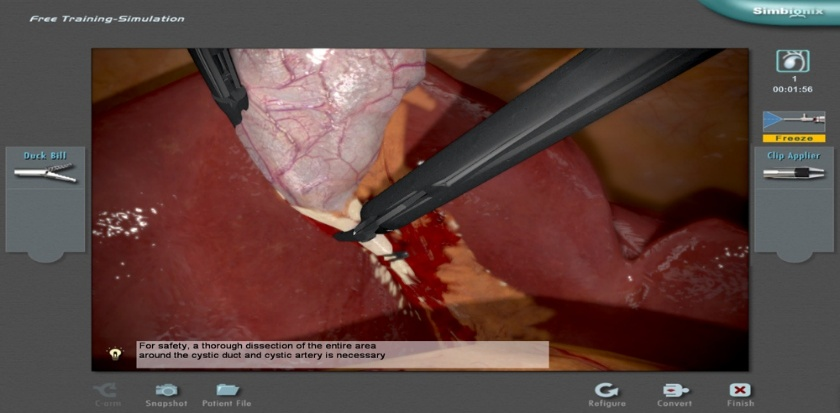 Free Training-Simulation
Simbionix
1
00:01:56
Freeze
Duck Bill
Clip Applier
For safety, a thorough dissection of the entire area
around the cystic duct and cystic artery is necessary
C-arm
Snapshot
Patient File
Refigure
Convert
Finish